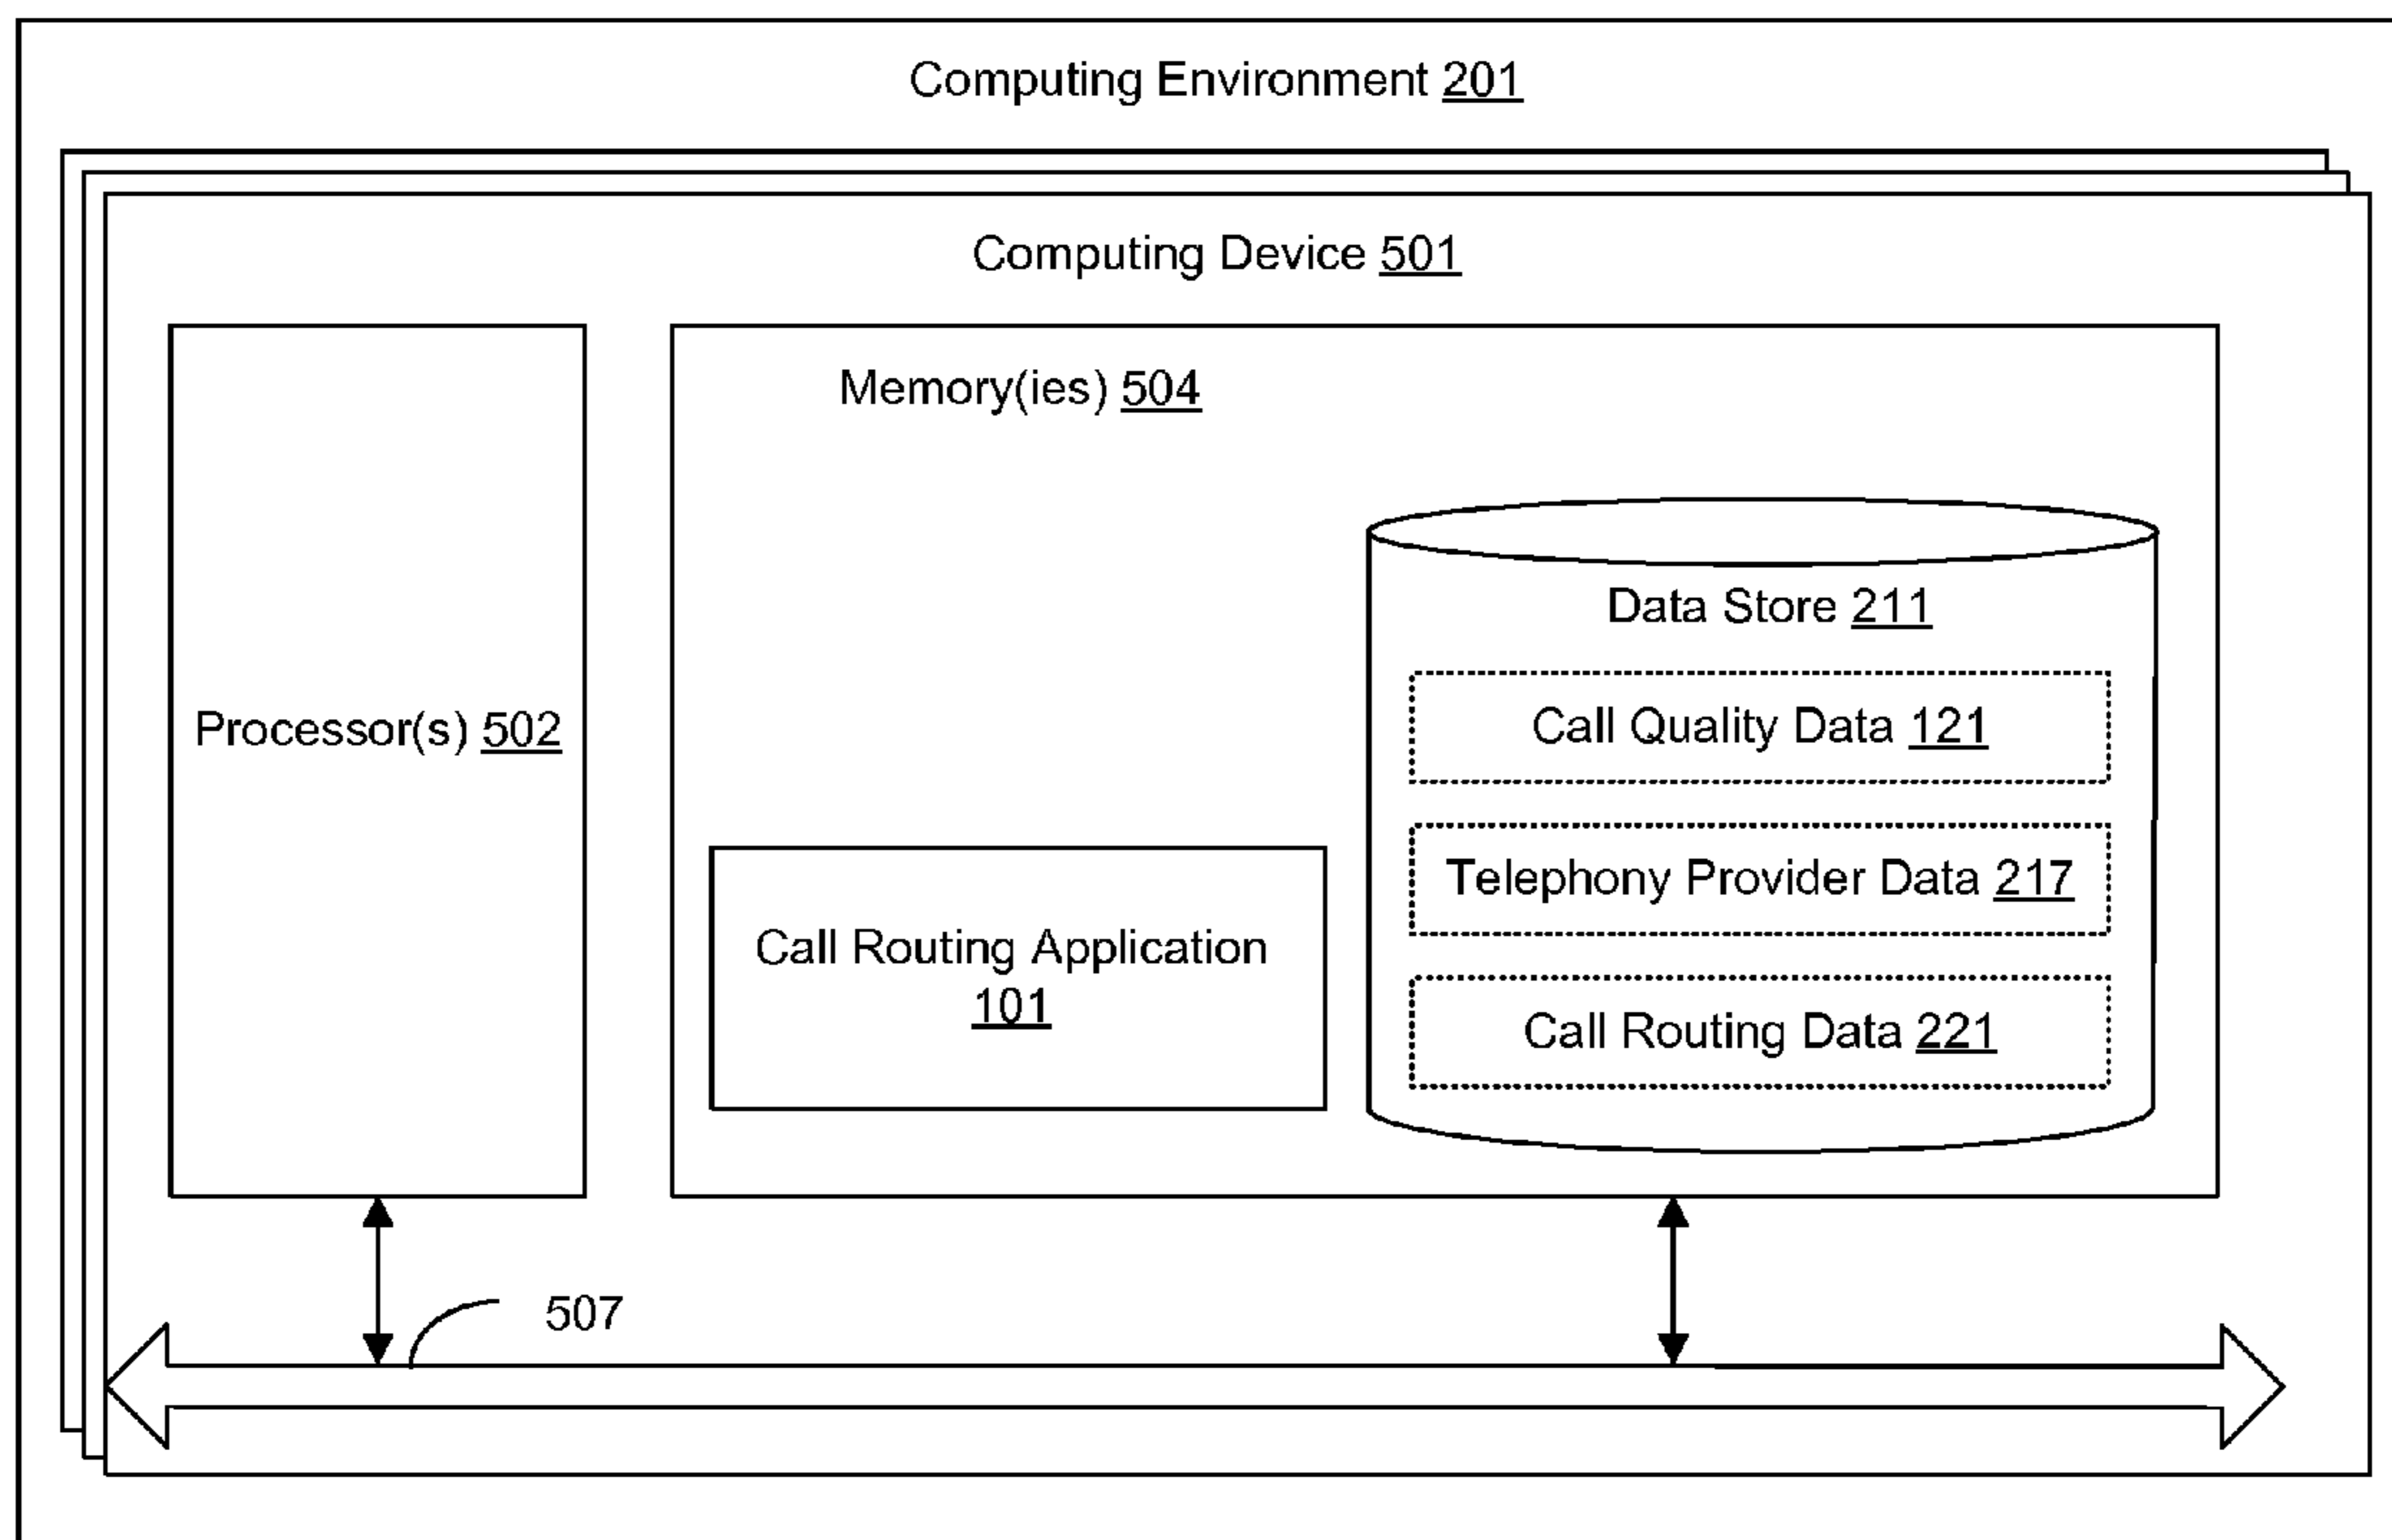 Computing Environment 201
Computing Device 501
Memory(ies) 504
Processor(s) 502
Data Store 211
Call Quality Data 121
Telephony Provider Data 217
Call Routing Data 221
Call Routing Application
101
507